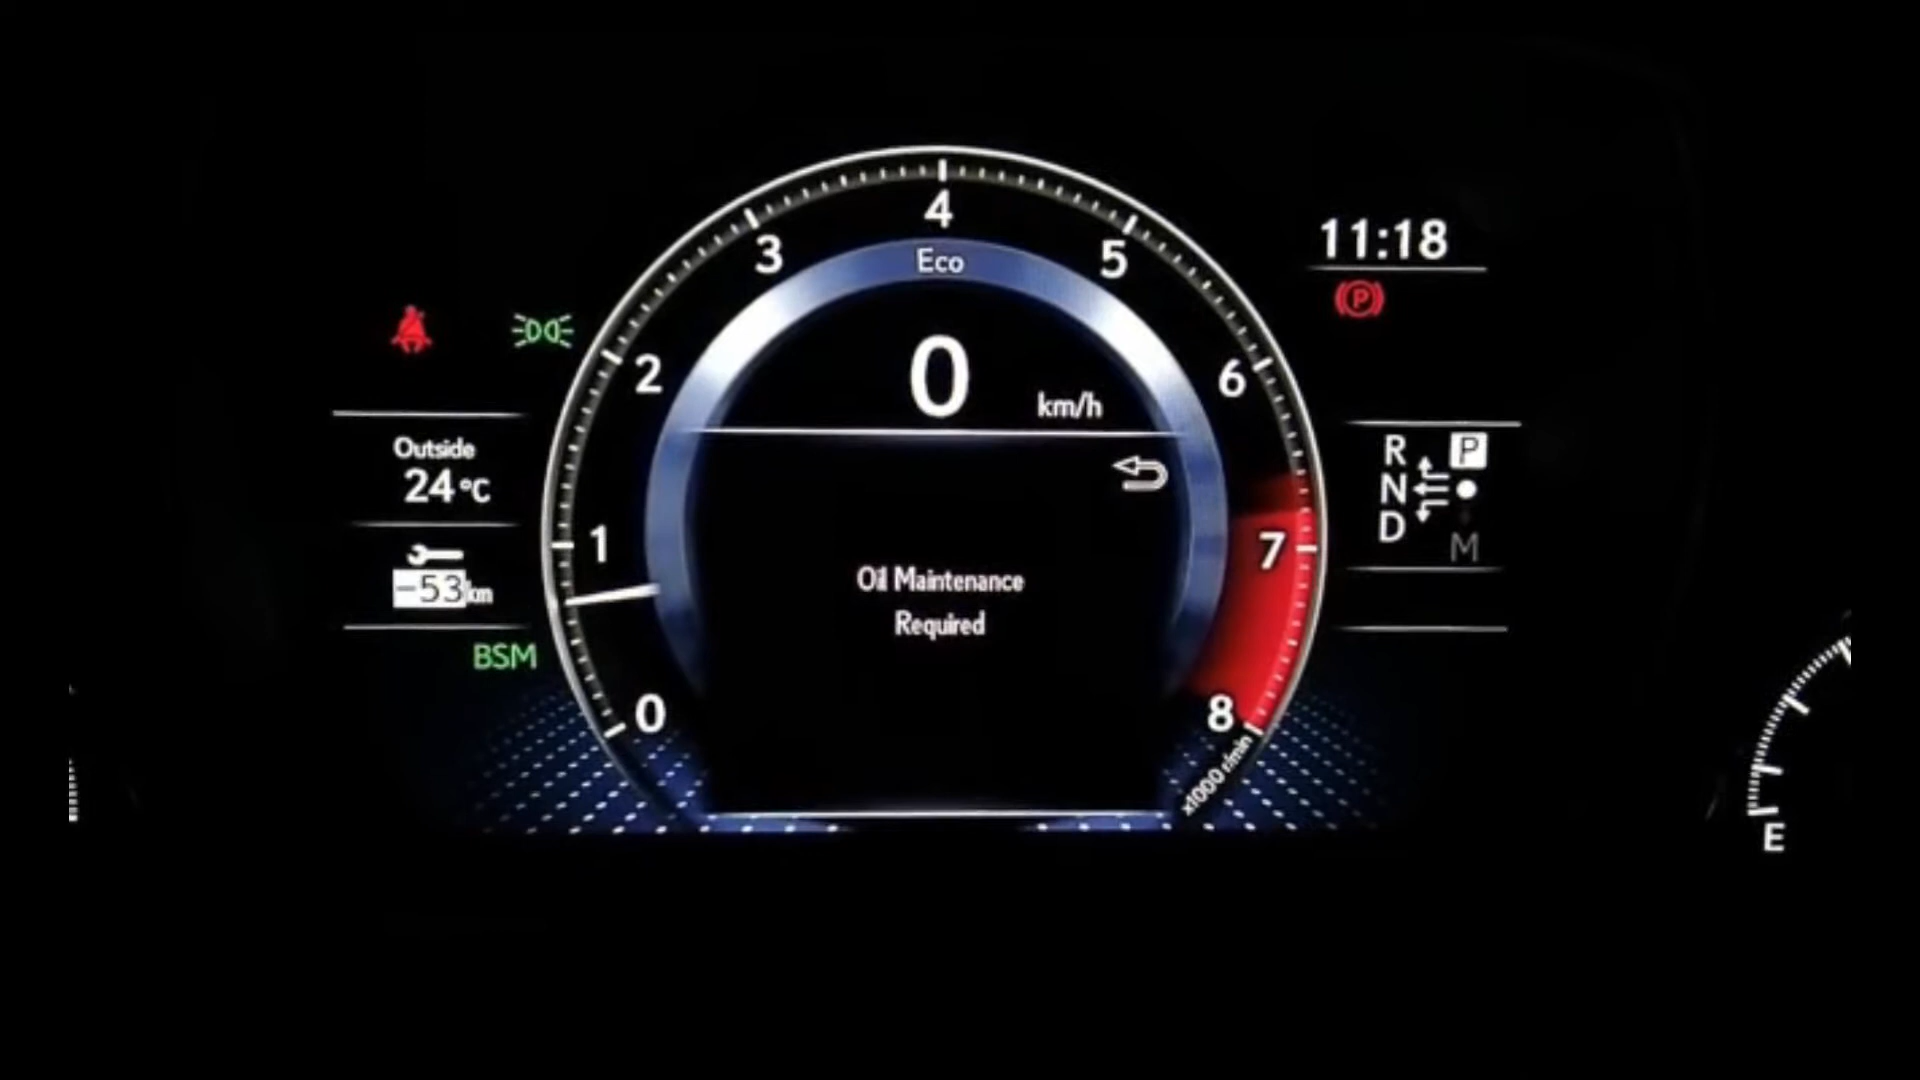 4
3
5
Eco
11:18
P
0
km/h
2
6
Outside
24°C
R P
N
D
M
-53km
1
7
Oil Maintenance
Required
BSM
0
8
x1000 r/min
E